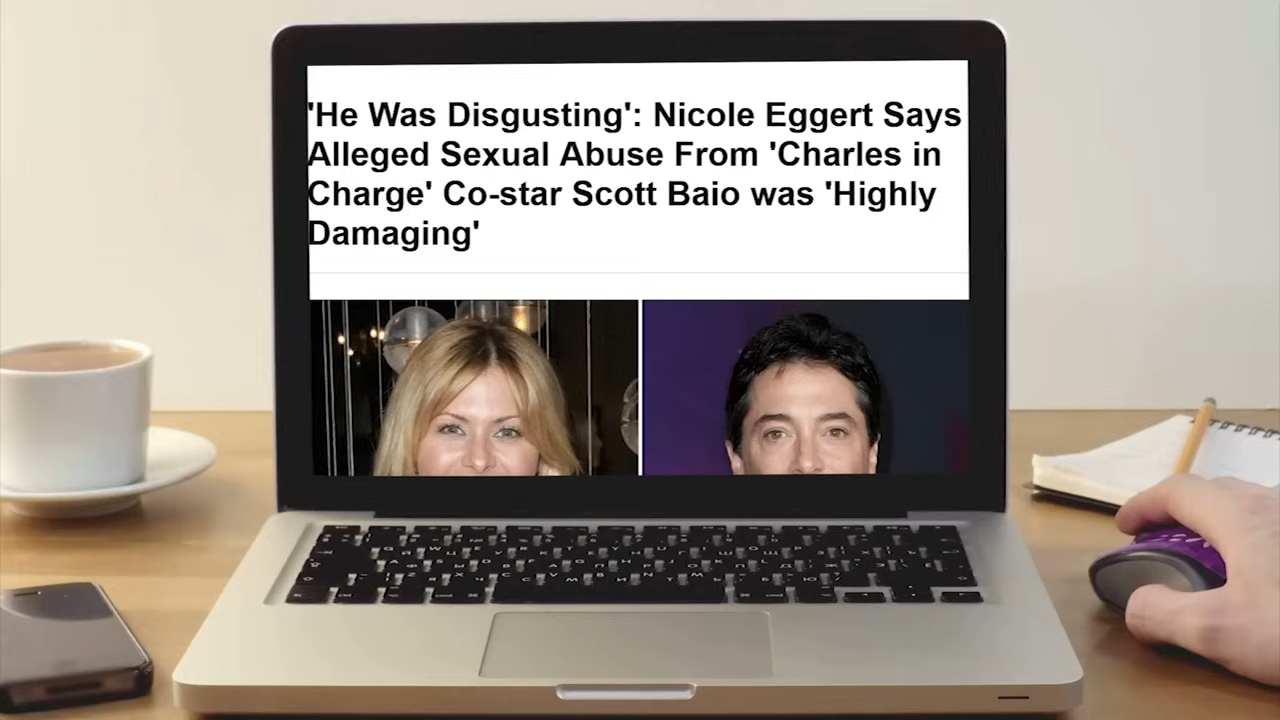 'He Was Disgusting': Nicole Eggert Says
Alleged Sexual Abuse From 'Charles in
Charge' Co-star Scott Baio was 'Highly
Damaging'